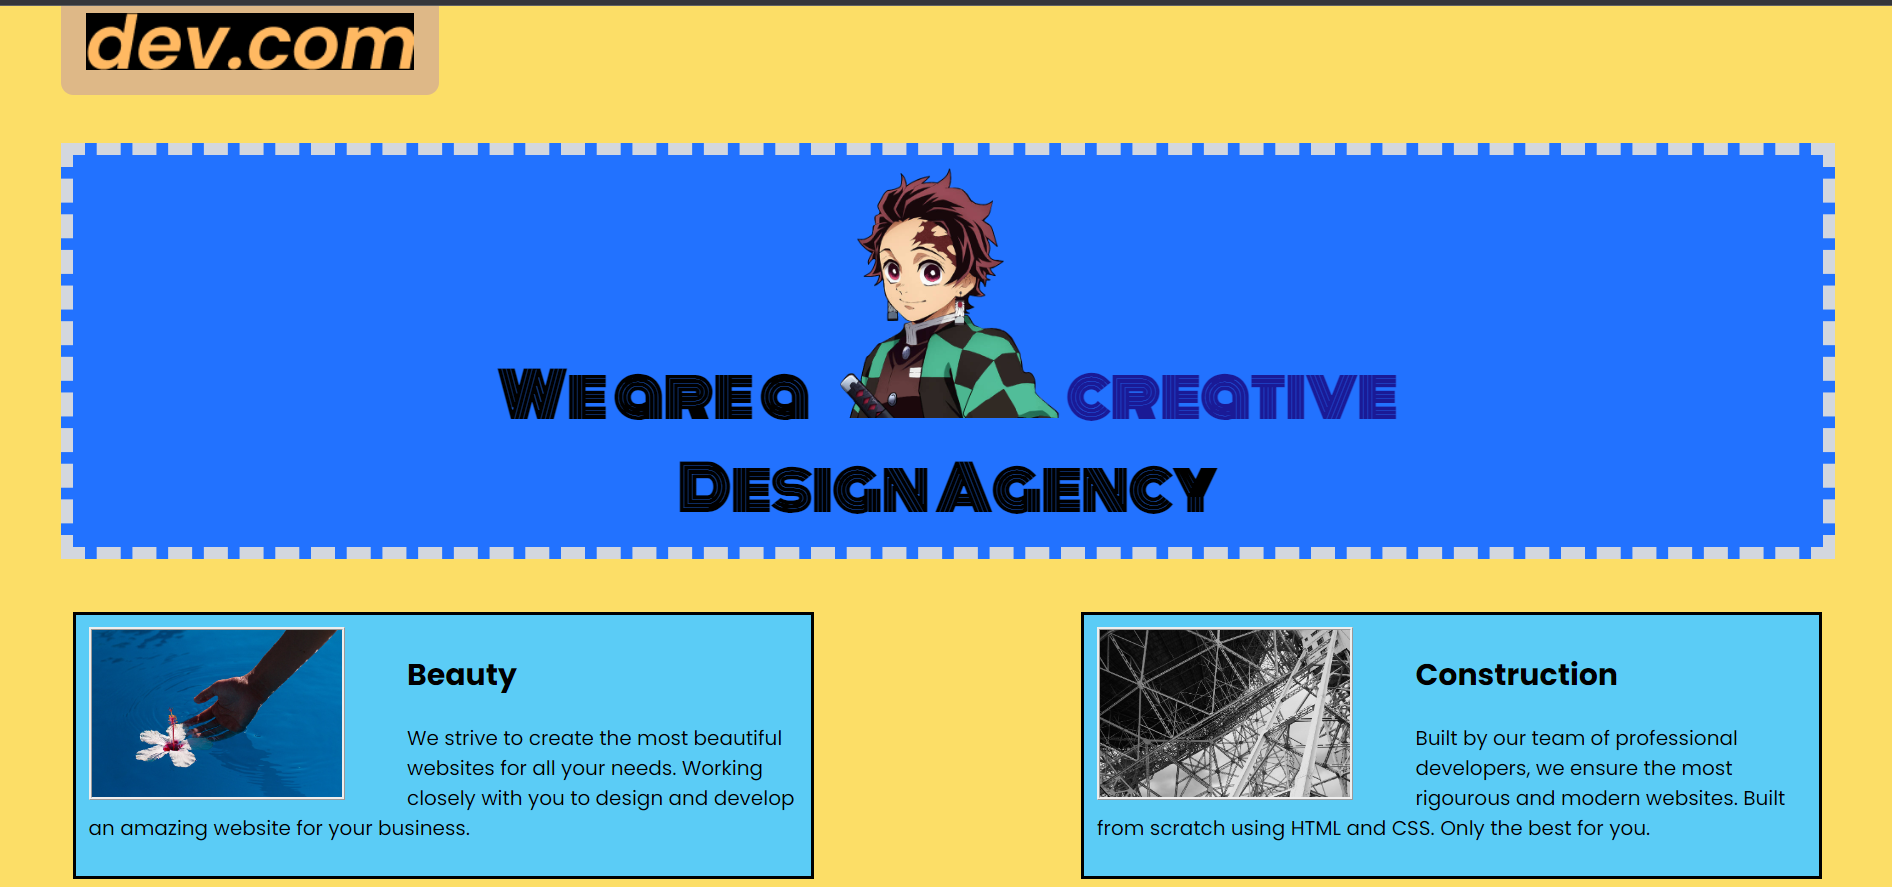 dev.com
We are a creative
Design Agency
Beauty
We strive to create the most beautiful
websites for all your needs. Working
closely with you to design and develop
an amazing website for your business.
Construction
Built by our team of professional
developers, we ensure the most
rigourous and modern websites. Built
from scratch using HTML and CSS. Only the best for you.